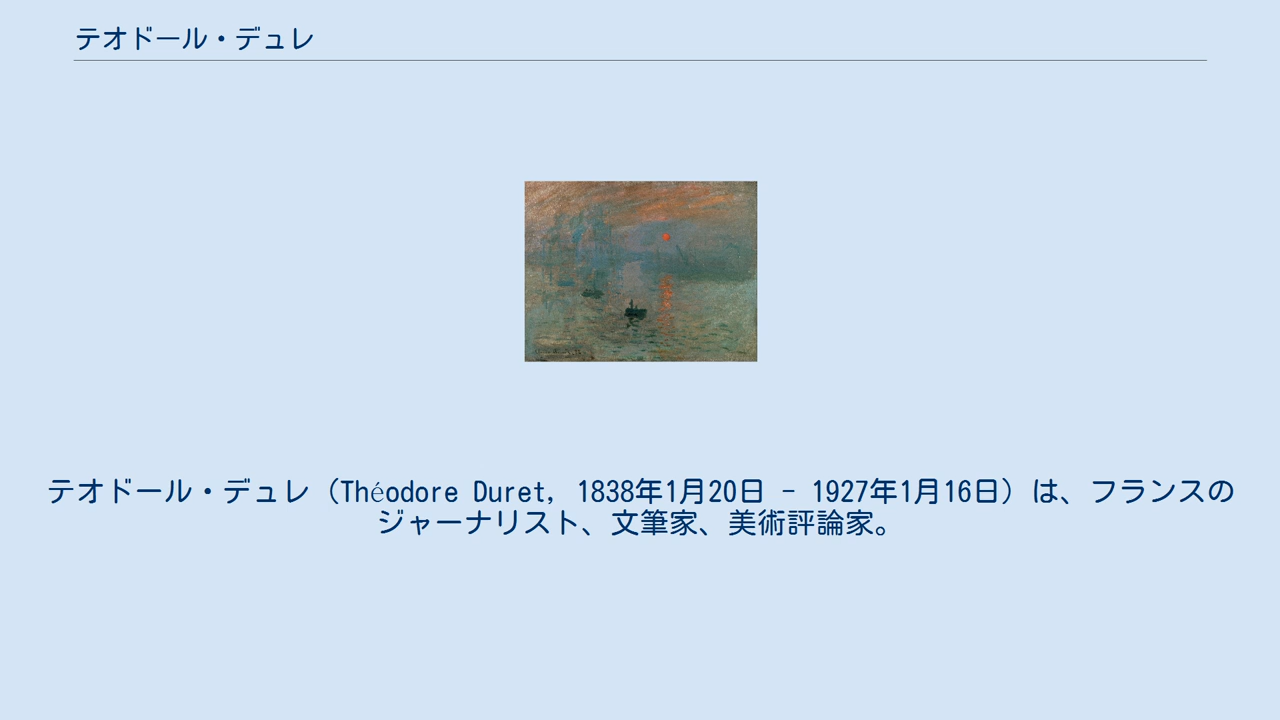 テオドール・デュレ
テオドール・デュレ（Théodore Duret, 1838年1月20日 - 1927年1月16日）は、フランスの
ジャーナリスト、文筆家、美術評論家。